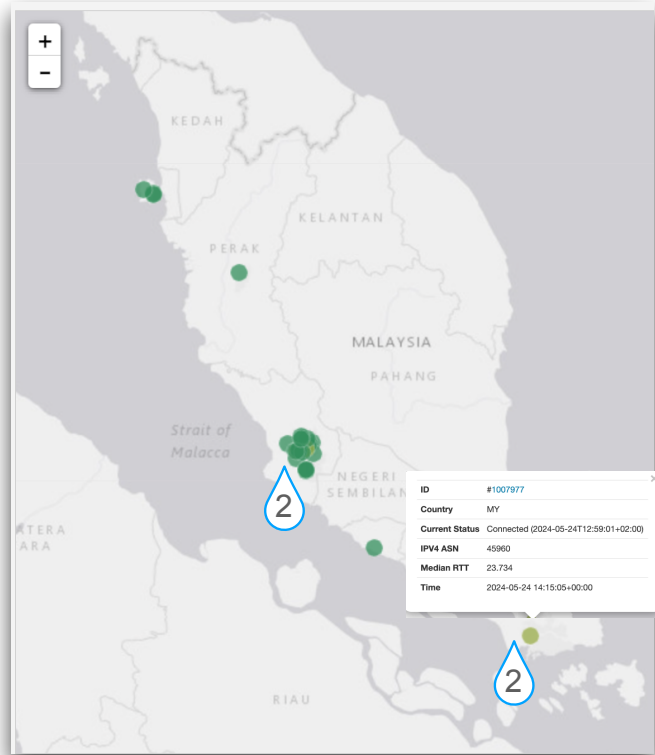 +
−
KEDAH
KELANTAN
PERAK
MALAYSIA
PAHANG
Strait of
Malacca
NEGERI
SEMBILAN
2
ID #1007977
Country MY
Current Status Connected (2024-05-24T12:59:01+02:00)
IPV4 ASN 45960
Median RTT 23.734
Time 2024-05-24 14:15:05+00:00
×
ATERA
ARA
2
RIAU